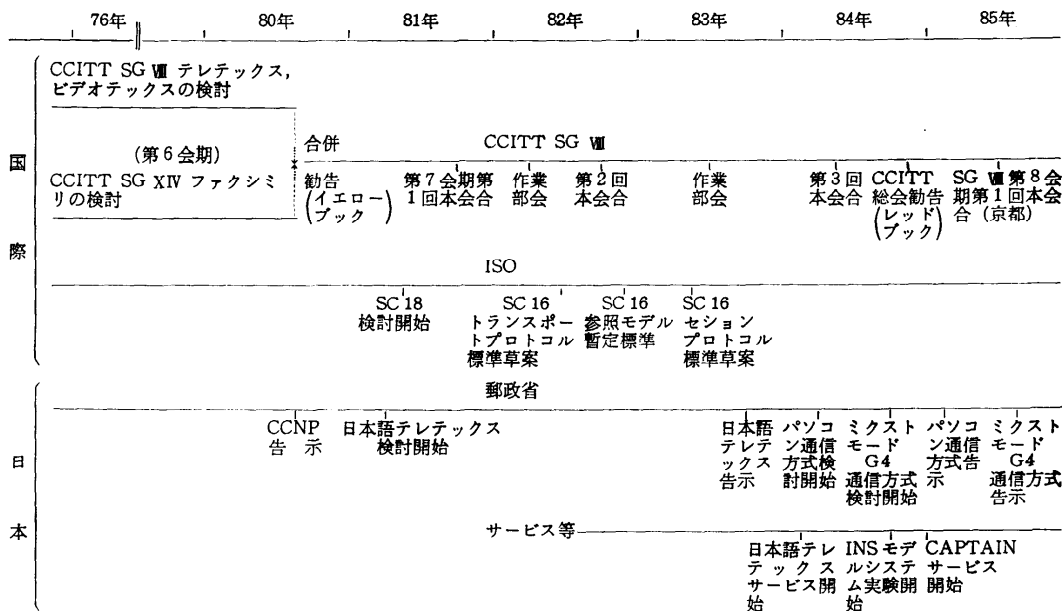 76年 80年 81年 82年 83年 84年 85年
国際
CCITT SG Ⅷ テレテックス,
ビデオテックスの検討
(第6会期)
CCITT SG XIV ファクシミ
リの検討
合併
CCITT SG Ⅷ
勧告
(イエロー
ブック)
第7会期第
1回本会合
作業
部会
第2回
本会合
作業
部会
第3回
本会合
CCITT
総会勧告
(レッド
ブック)
SG Ⅷ第8会
期第1回本会
合(京都)
ISO
SC 18
検討開始
SC 16
トランスポー
トプロトコル
標準草案
SC 16
参照モデル
暫定標準
SC 16
セション
プロトコル
標準草案
日本
郵政省
CCNP
告示
日本語テレテックス
検討開始
日本語
テレテ
ックス
告示
パソコ
ン通信
方式検
討開始
ミクスト
モード
G4
通信方式
検討開始
パソコ
ン通信
方式告
示
ミクスト
モード
G4
通信方式
告示
サービス等
日本語テレ
テックス
サービス開
始
INSモデ
ルシステ
ム実験開
始
CAPTAIN
サービス
開始